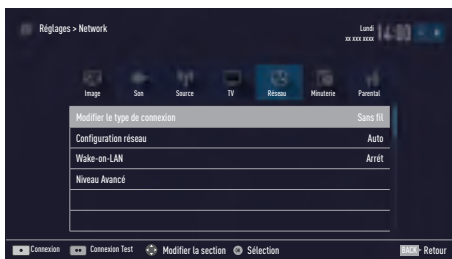 Réglages > Network
Lundi
xx xxx xxxx
14:00
Image Son Source TV Réseau Minuterie Parental
Modifier le type de connexion Sans fil
Configuration réseau Auto
Wake-on-LAN Arrêt
Niveau Avancé
Connexion Connexion Test Modifier la section Sélection BACK Retour